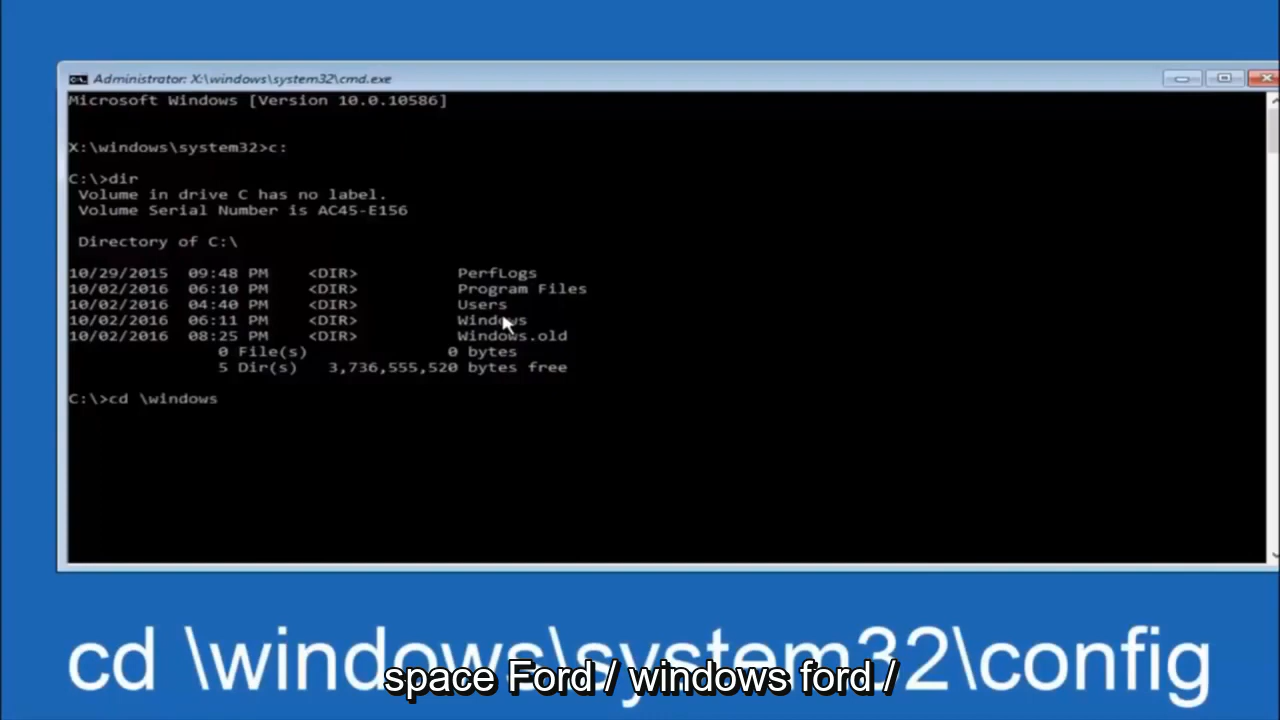 Administrator: X:\windows\system32\cmd.exe
Microsoft Windows [Version 10.0.10586]
X:\windows\system32>c:
C:\>dir
Volume in drive C has no label.
Volume Serial Number is AC45-E156
Directory of C:\
10/29/2015 09:48 PM <DIR> PerfLogs
10/02/2016 06:10 PM <DIR> Program Files
10/02/2016 04:40 PM <DIR> Users
10/02/2016 06:11 PM <DIR> Windows
10/02/2016 08:25 PM <DIR> Windows.old
0 File(s) 0 bytes
5 Dir(s) 3,736,555,520 bytes free
C:\>cd \windows
cd \windows\system32\config
space Ford / windows ford /